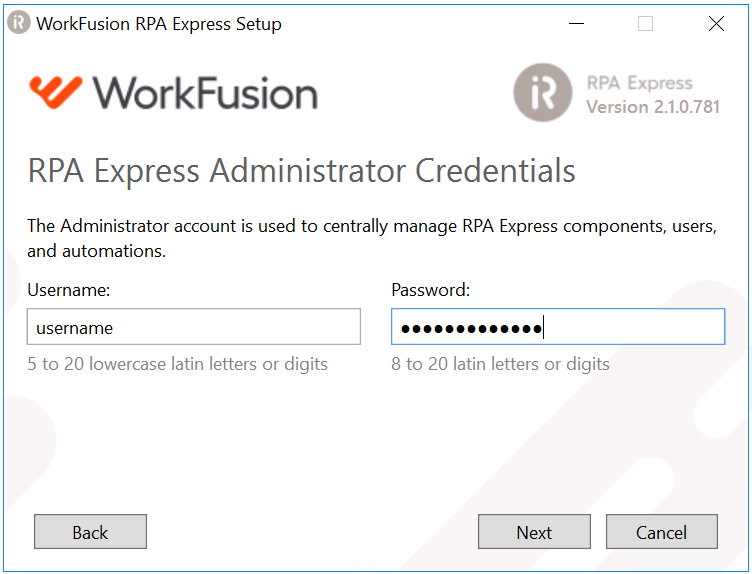 WorkFusion RPA Express Setup
WorkFusion
RPA Express
Version 2.1.0.781
RPA Express Administrator Credentials
The Administrator account is used to centrally manage RPA Express components, users,
and automations.
Username:
Password:
username
●●●●●●●●●●●●●
5 to 20 lowercase latin letters or digits
8 to 20 latin letters or digits
Back
Next
Cancel